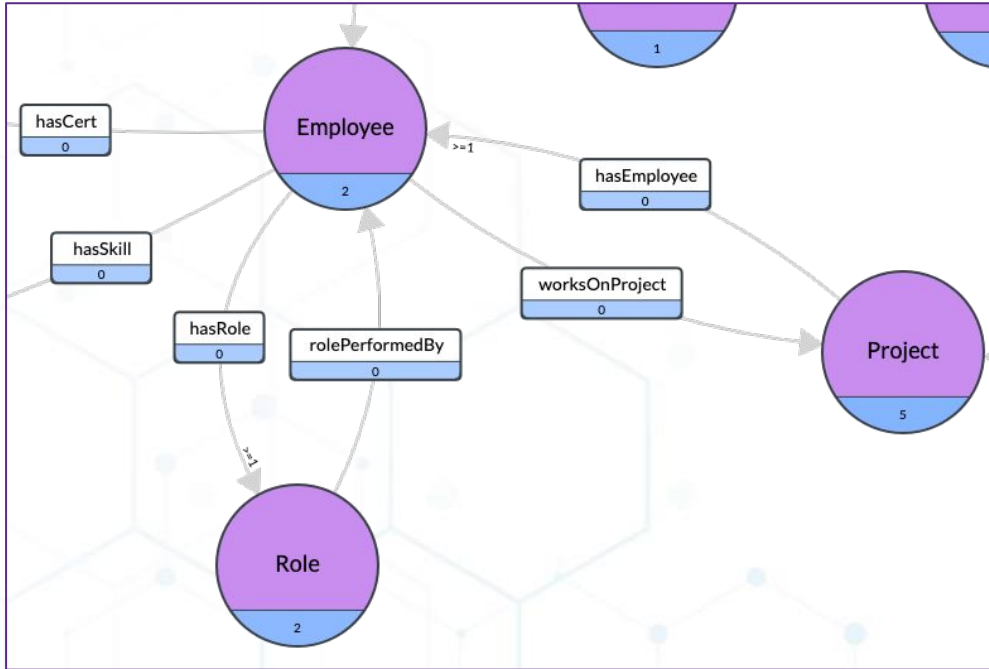 1
Employee
2
hasCert
0
>=1
hasEmployee
0
hasSkill
0
worksOnProject
0
hasRole
0
rolePerformedBy
0
Project
5
>=1
Role
2